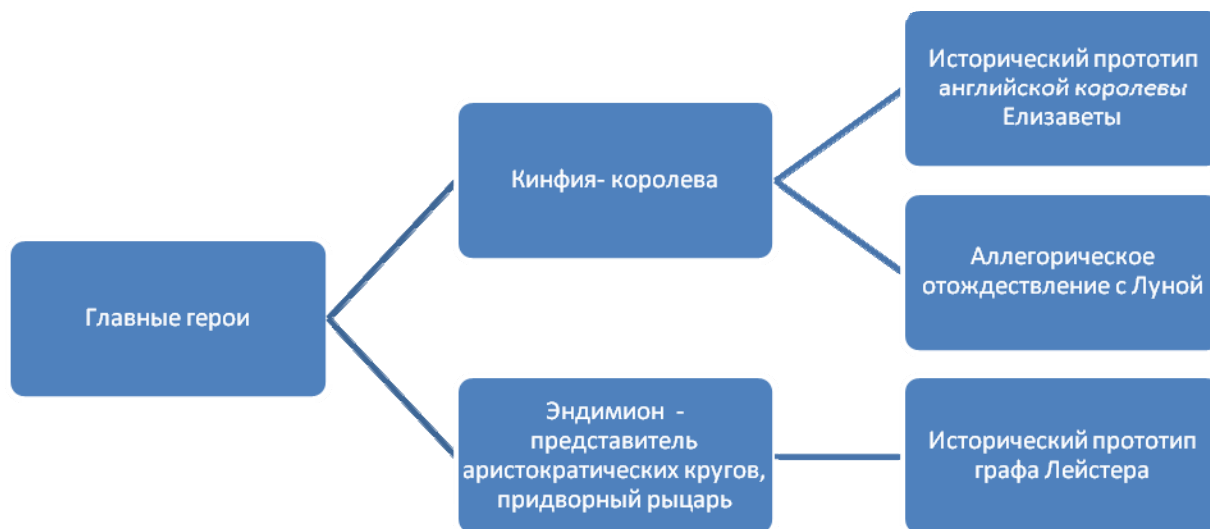 Главные герои
Кинфия- королева
Исторический прототип
английской королевы
Елизаветы
Аллегорическое
отождествление с Луной
Эндимион -
представитель
аристократических кругов,
придворный рыцарь
Исторический прототип
графа Лейстера